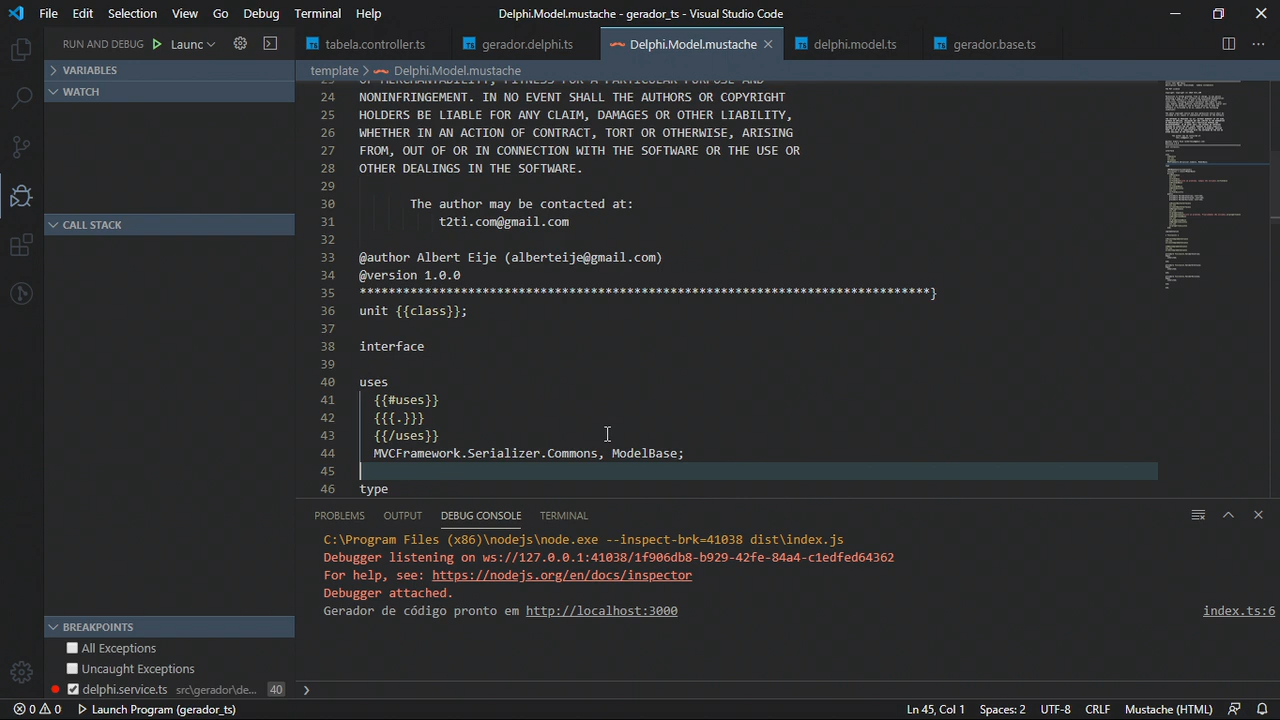 File Edit Selection View Go Debug Terminal Help
Delphi.Model.mustache - gerador_ts - Visual Studio Code
RUN AND DEBUG Launc
tabela.controller.ts
gerador.delphi.ts
Delphi.Model.mustache
delphi.model.ts
gerador.base.ts
template > Delphi.Model.mustache
VARIABLES
WATCH
CALL STACK
BREAKPOINTS
All Exceptions
Uncaught Exceptions
delphi.service.ts src\gerador\de... 40
23 OF MERCHANTABILITY, FITNESS FOR A PARTICULAR PURPOSE AND
24 NONINFRINGEMENT. IN NO EVENT SHALL THE AUTHORS OR COPYRIGHT
25 HOLDERS BE LIABLE FOR ANY CLAIM, DAMAGES OR OTHER LIABILITY,
26 WHETHER IN AN ACTION OF CONTRACT, TORT OR OTHERWISE, ARISING
27 FROM, OUT OF OR IN CONNECTION WITH THE SOFTWARE OR THE USE OR
28 OTHER DEALINGS IN THE SOFTWARE.
29
30 The author may be contacted at:
31 t2ti.com@gmail.com
32
33 @author Albert Eije (alberteije@gmail.com)
34 @version 1.0.0
35 *********************************************************************************}
36 unit {{class}};
37
38 interface
39
40 uses
41 {{#uses}}
42 {{{.}}}
43 {{/uses}}
44 MVCFramework.Serializer.Commons, ModelBase;
45
46 type
PROBLEMS OUTPUT DEBUG CONSOLE TERMINAL
C:\Program Files (x86)\nodejs\node.exe --inspect-brk=41038 dist\index.js
Debugger listening on ws://127.0.0.1:41038/1f906db8-b929-42fe-84a4-c1edfed64362
For help, see: https://nodejs.org/en/docs/inspector
Debugger attached.
Gerador de código pronto em http://localhost:3000 index.ts:6
0 0 Launch Program (gerador_ts) Ln 45, Col 1 Spaces: 2 UTF-8 CRLF Mustache (HTML)